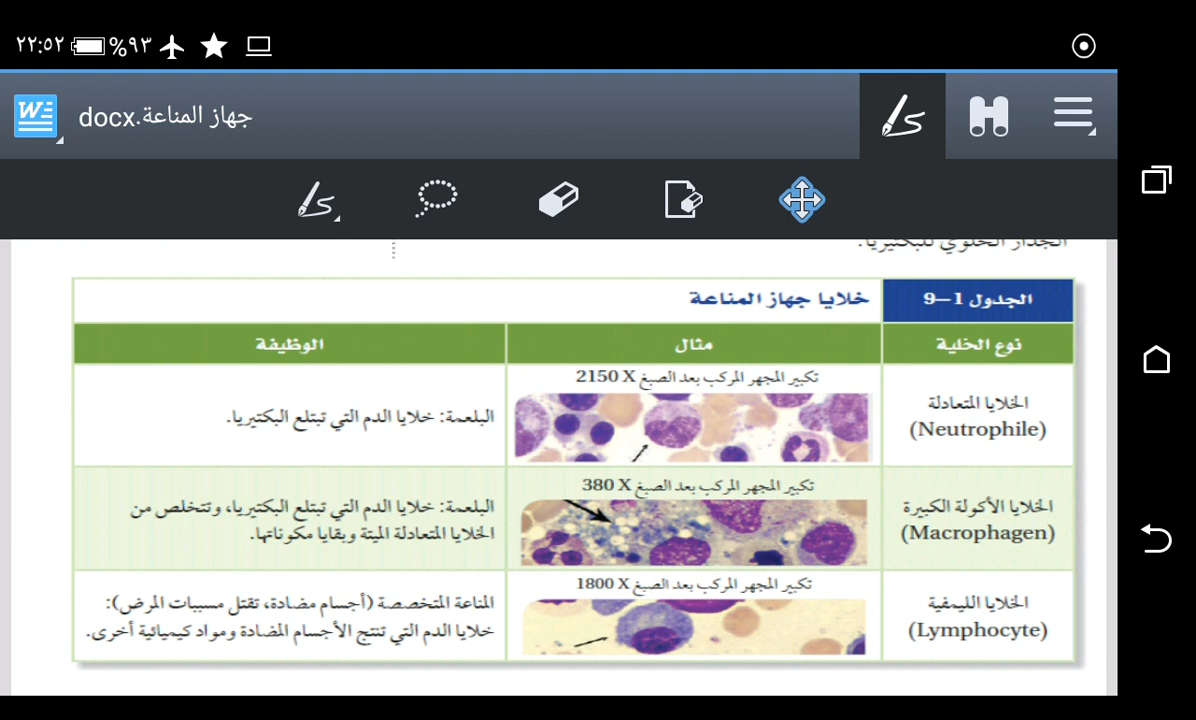 ٢٢:٥٢ %٩٣
جهاز المناعة.docx
الجدار الخلوي للبكتيريا.
الجدول 1–9 خلايا جهاز المناعة
نوع الخلية مثال الوظيفة
الخلايا المتعادلة
(Neutrophile)
تكبير المجهر المركب بعد الصبغ 2150 X
البلعمة: خلايا الدم التي تبتلع البكتيريا.
الخلايا الأكولة الكبيرة
(Macrophagen)
تكبير المجهر المركب بعد الصبغ 380 X
البلعمة: خلايا الدم التي تبتلع البكتيريا، وتتخلص من
الخلايا المتعادلة الميتة وبقايا مكوناتها.
الخلايا الليمفية
(Lymphocyte)
تكبير المجهر المركب بعد الصبغ 1800 X
المناعة المتخصصة (أجسام مضادة، تقتل مسببات المرض):
خلايا الدم التي تنتج الأجسام المضادة ومواد كيميائية أخرى.